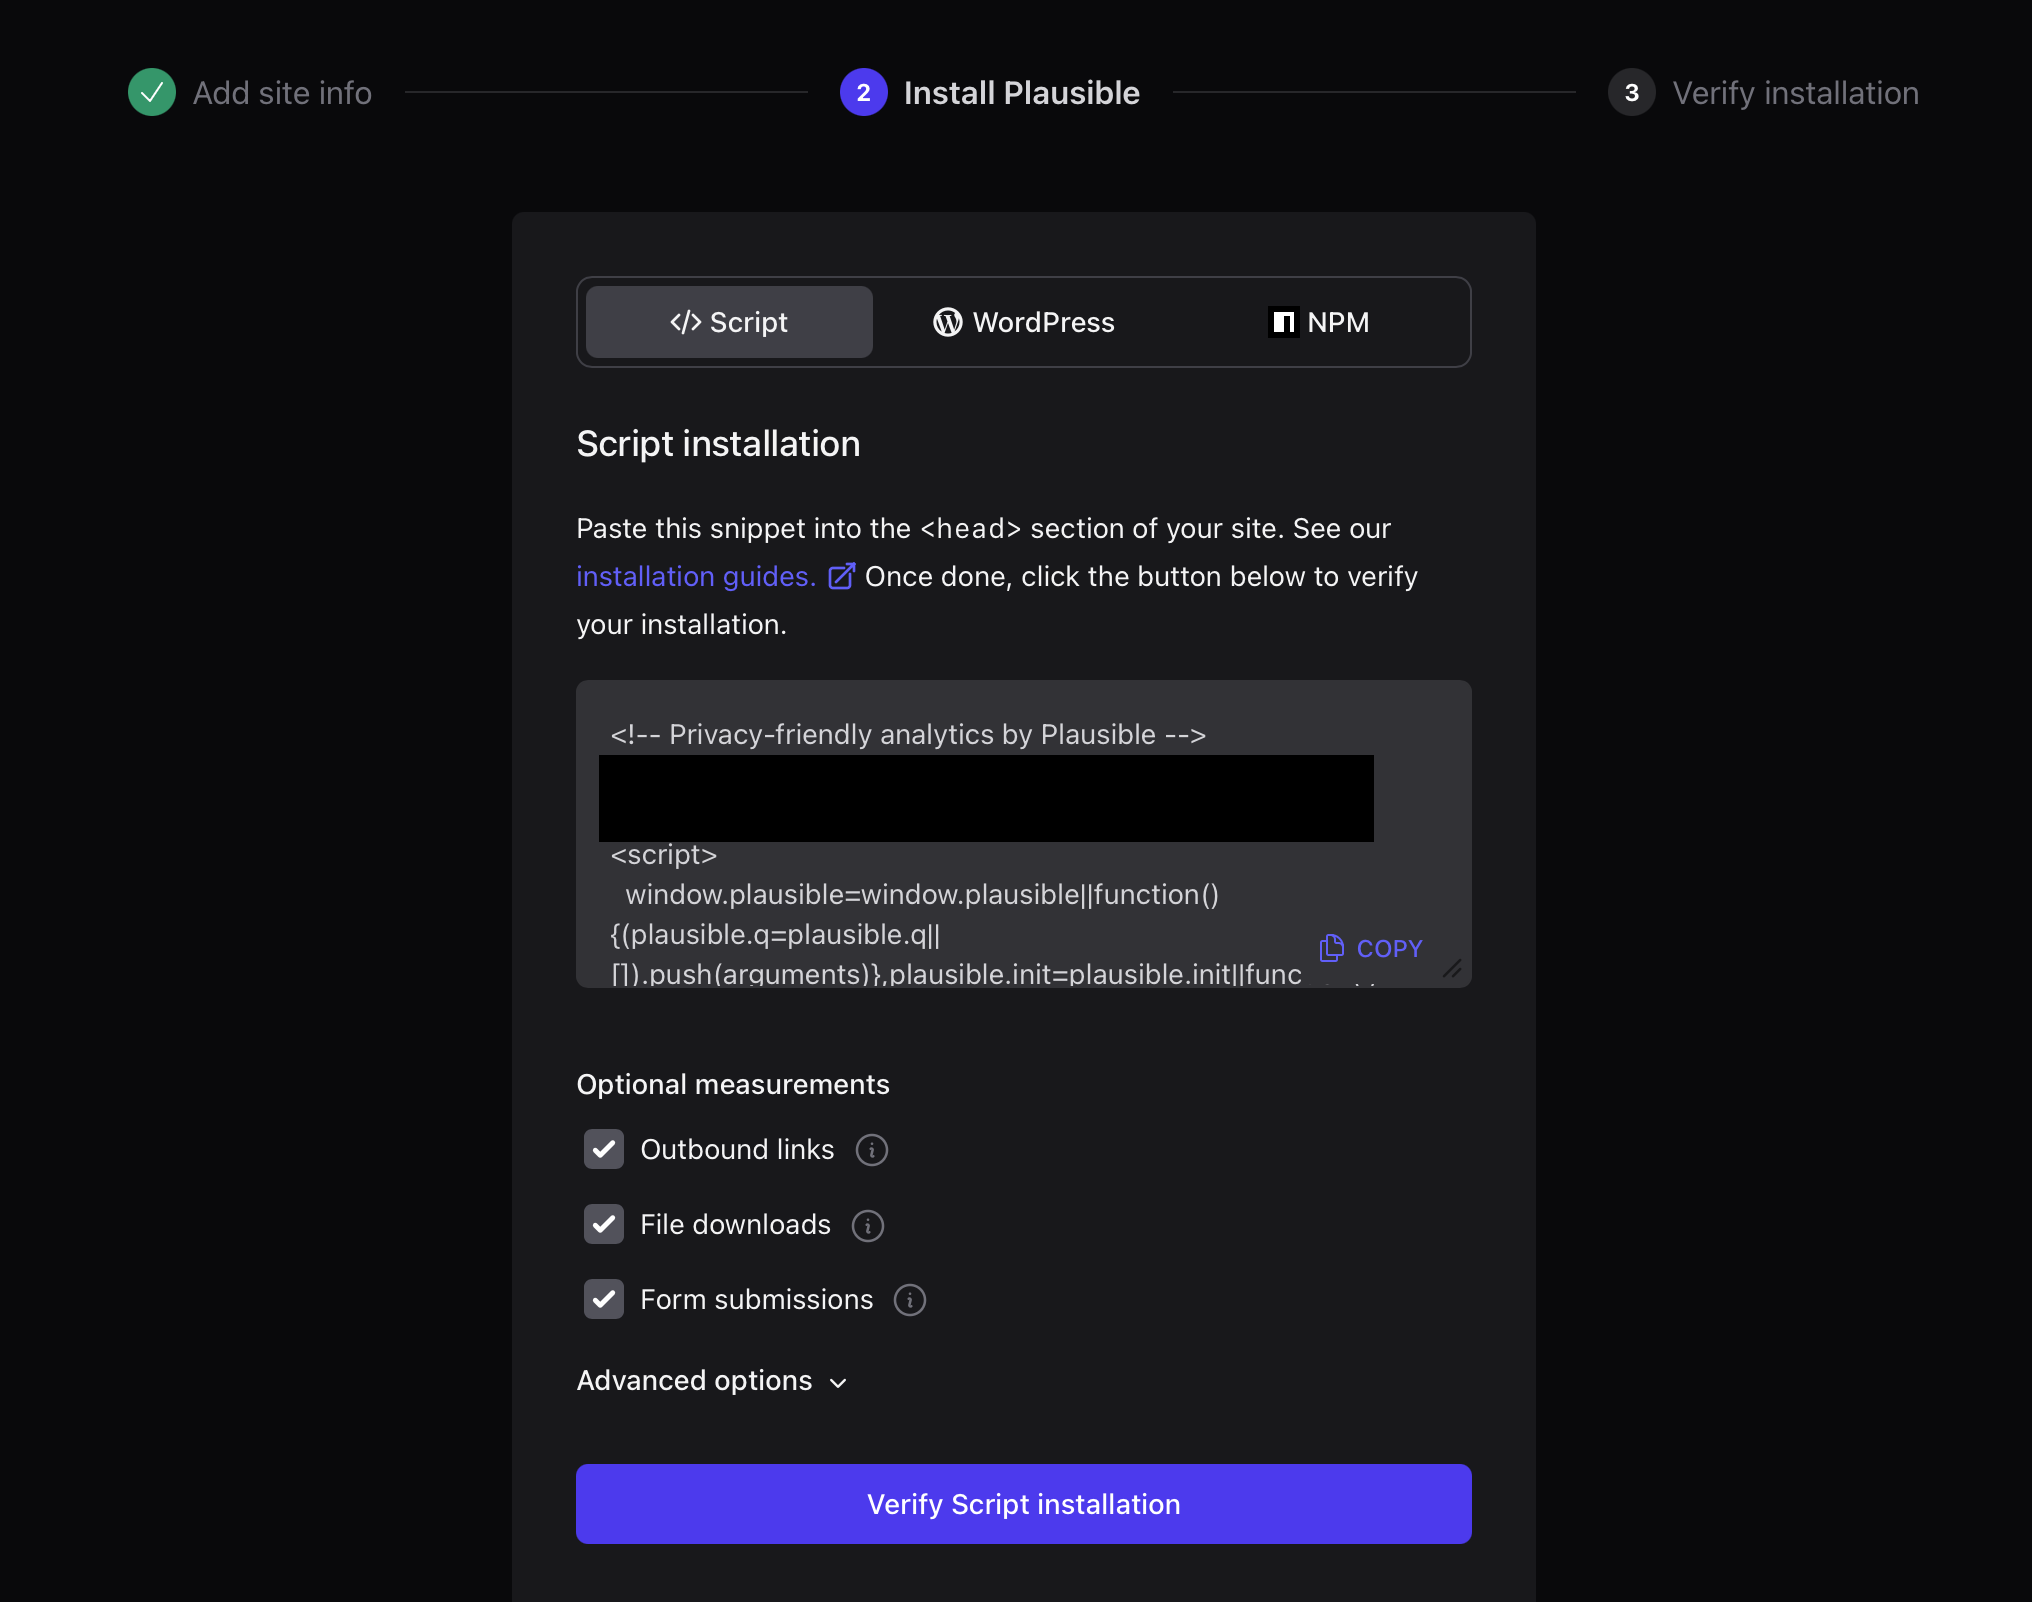 Add site info
2 Install Plausible
3 Verify installation
</> Script
WordPress
NPM
Script installation
Paste this snippet into the <head> section of your site. See our
installation guides. Once done, click the button below to verify
your installation.
<!-- Privacy-friendly analytics by Plausible -->
<script>
window.plausible=window.plausible||function()
{(plausible.q=plausible.q||
[]).push(arguments)},plausible.init=plausible.init||func
COPY
Optional measurements
Outbound links
File downloads
Form submissions
Advanced options
Verify Script installation